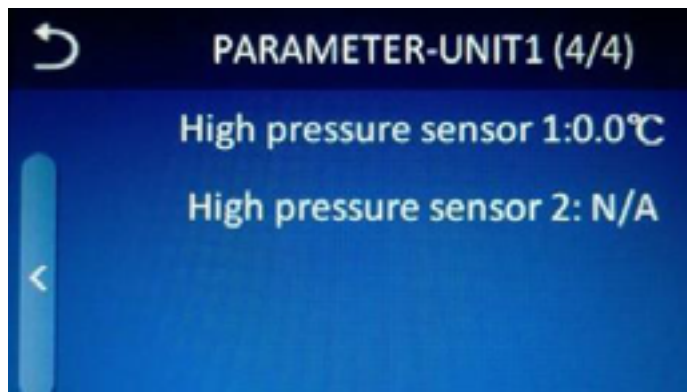 PARAMETER-UNIT1 (4/4)
High pressure sensor 1:0.0℃
High pressure sensor 2: N/A